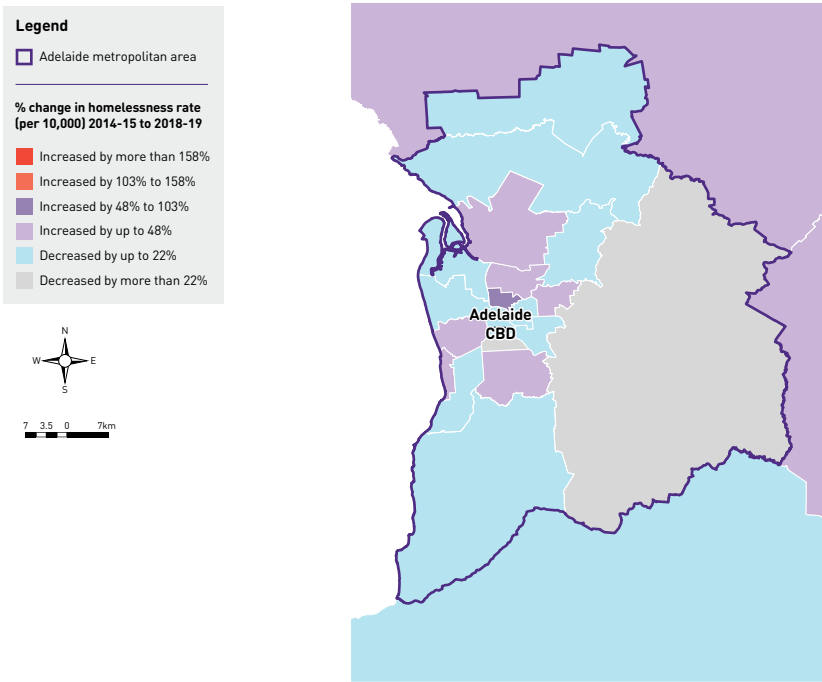 Legend
Adelaide metropolitan area
% change in homelessness rate
(per 10,000) 2014-15 to 2018-19
Increased by more than 158%
Increased by 103% to 158%
Increased by 48% to 103%
Increased by up to 48%
Decreased by up to 22%
Decreased by more than 22%
N
W E
S
7 3.5 0 7km
Adelaide
CBD